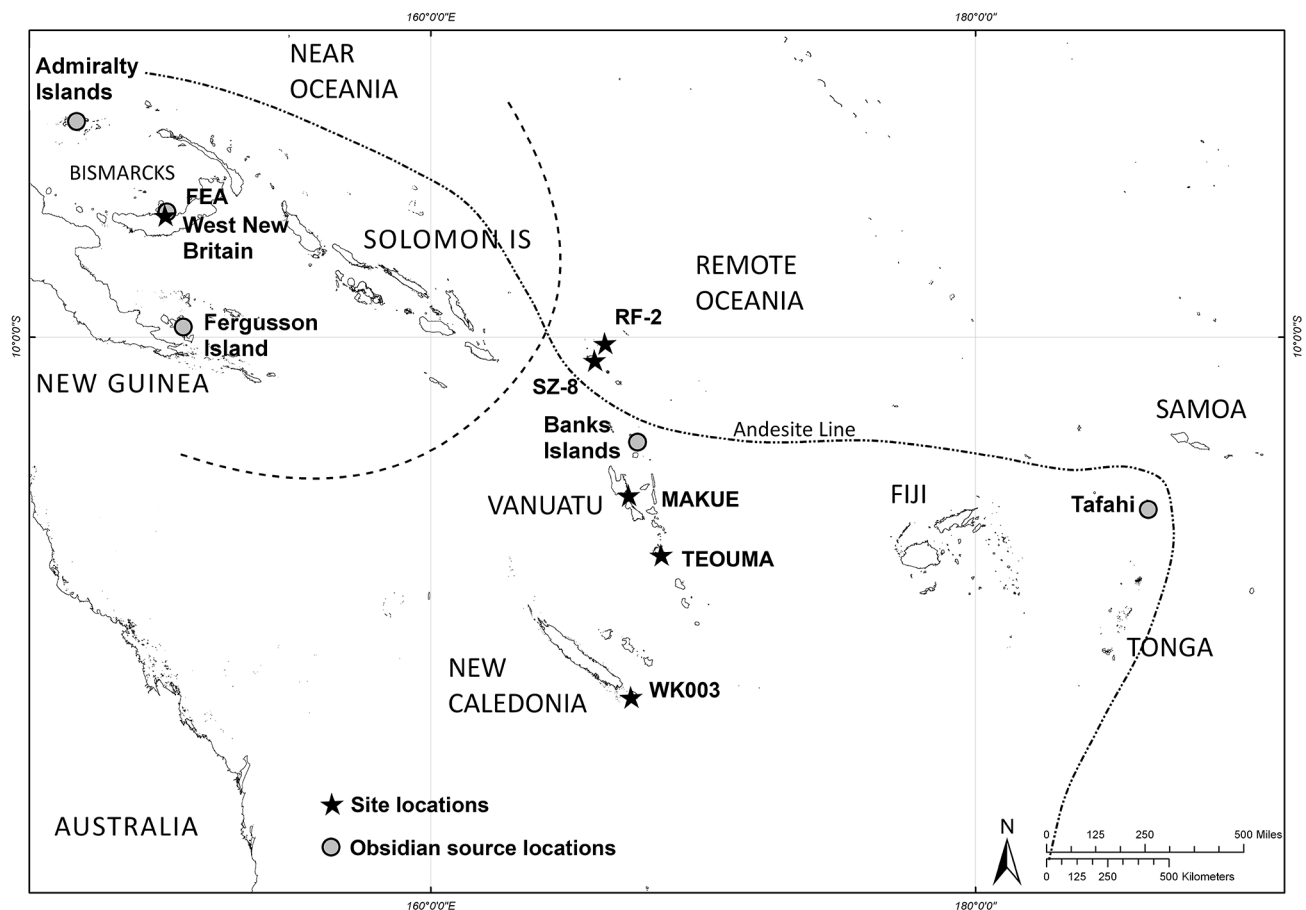 160°0'0"E
180°0'0"
NEAR
OCEANIA
Admiralty
Islands
BISMARCKS
FEA
West New
Britain
SOLOMON IS
REMOTE
OCEANIA
Fergusson
Island
RF-2
10°0'0"S
10°0'0"S
NEW GUINEA
SZ-8
SAMOA
Banks
Islands
Andesite Line
VANUATU
MAKUE
FIJI
Tafahi
TEOUMA
TONGA
NEW
CALEDONIA
WK003
Site locations
AUSTRALIA
Obsidian source locations
N
0 125 250 500 Miles
0 125 250 500 Kilometers
160°0'0"E
180°0'0"